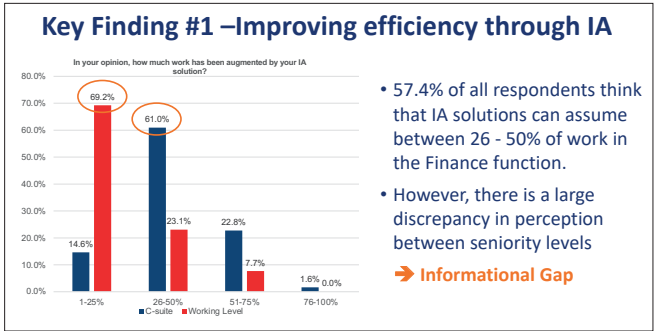 Key Finding #1 –Improving efficiency through IA
In your opinion, how much work has been augmented by your IA
solution?
80.0%
70.0%
60.0%
50.0%
40.0%
30.0%
20.0%
10.0%
0.0%
14.6%
69.2%
61.0%
23.1%
22.8%
7.7%
1.6%
0.0%
1-25%
26-50%
51-75%
76-100%
C-suite
Working Level
• 57.4% of all respondents think
that IA solutions can assume
between 26 - 50% of work in
the Finance function.
• However, there is a large
discrepancy in perception
between seniority levels
➔ Informational Gap